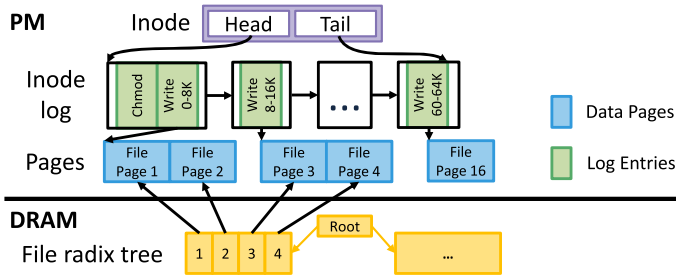 PM
Inode
Head
Tail
Inode
log
Chmod
Write
0-8K
Write
8-16K
...
Write
60-64K
Data Pages
Log Entries
Pages
File
Page 1
File
Page 2
File
Page 3
File
Page 4
File
Page 16
DRAM
File radix tree
1
2
3
4
Root
...